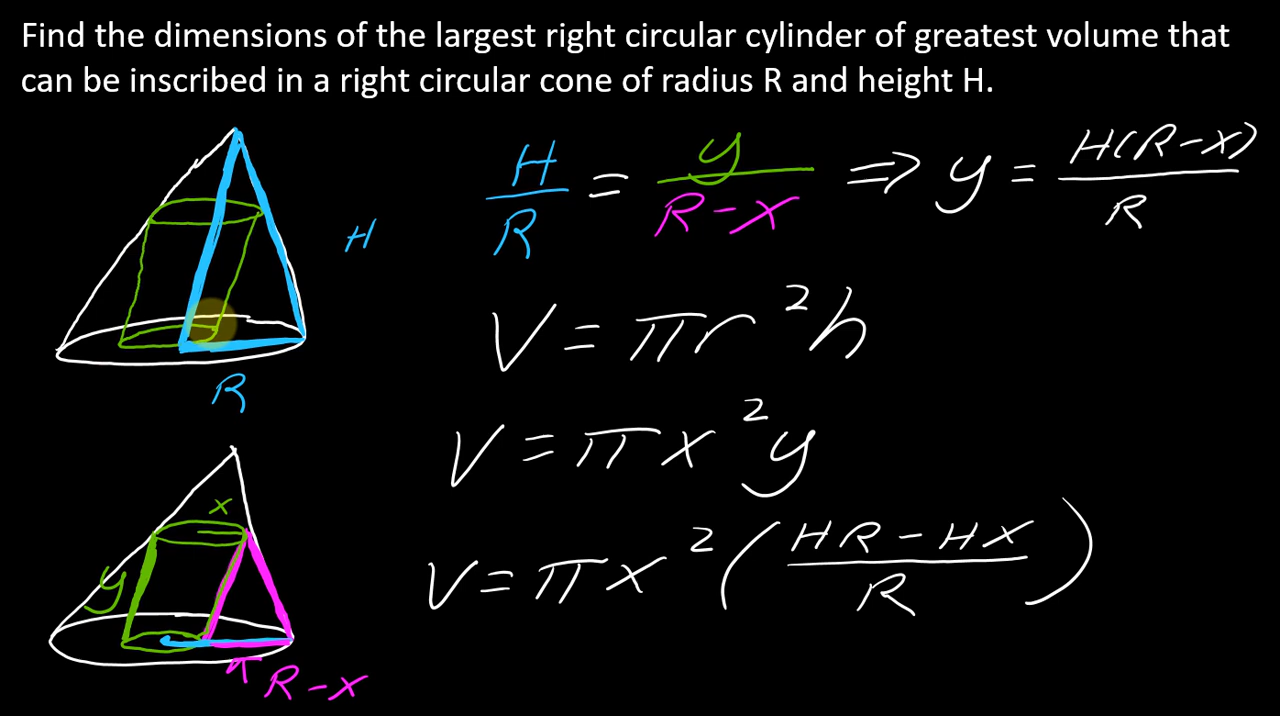 Find the dimensions of the largest right circular cylinder of greatest volume that
can be inscribed in a right circular cone of radius R and height H.
H/R = y/(R-x) ⇒ y = H(R-x)/R
H
V = πr²h
R
V = πx²y
x
y
V = πx²((HR-Hx)/R)
R-x